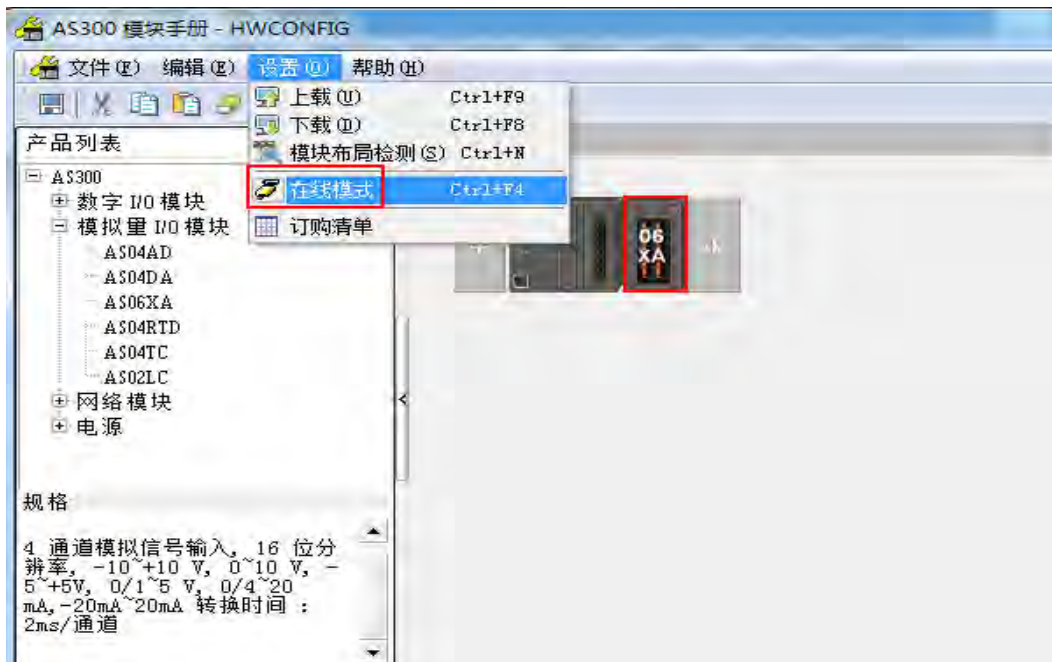 AS300 模块手册 - HWCONFIG
文件(F) 编辑(E) 设置(O) 帮助(H)
上载(U) Ctrl+F9
下载(D) Ctrl+F8
模块布局检测(S) Ctrl+N
在线模式 Ctrl+F4
订购清单
产品列表
AS300
数字 I/O 模块
模拟量 I/O 模块
AS04AD
AS04DA
AS06XA
AS04RTD
AS04TC
AS02LC
网络模块
电源
06
XA
规格
4 通道模拟信号输入, 16 位分
辨率, -10~+10 V, 0~10 V, -
5~+5V, 0/1~5 V, 0/4~20
mA,-20mA~20mA 转换时间 :
2ms/通道